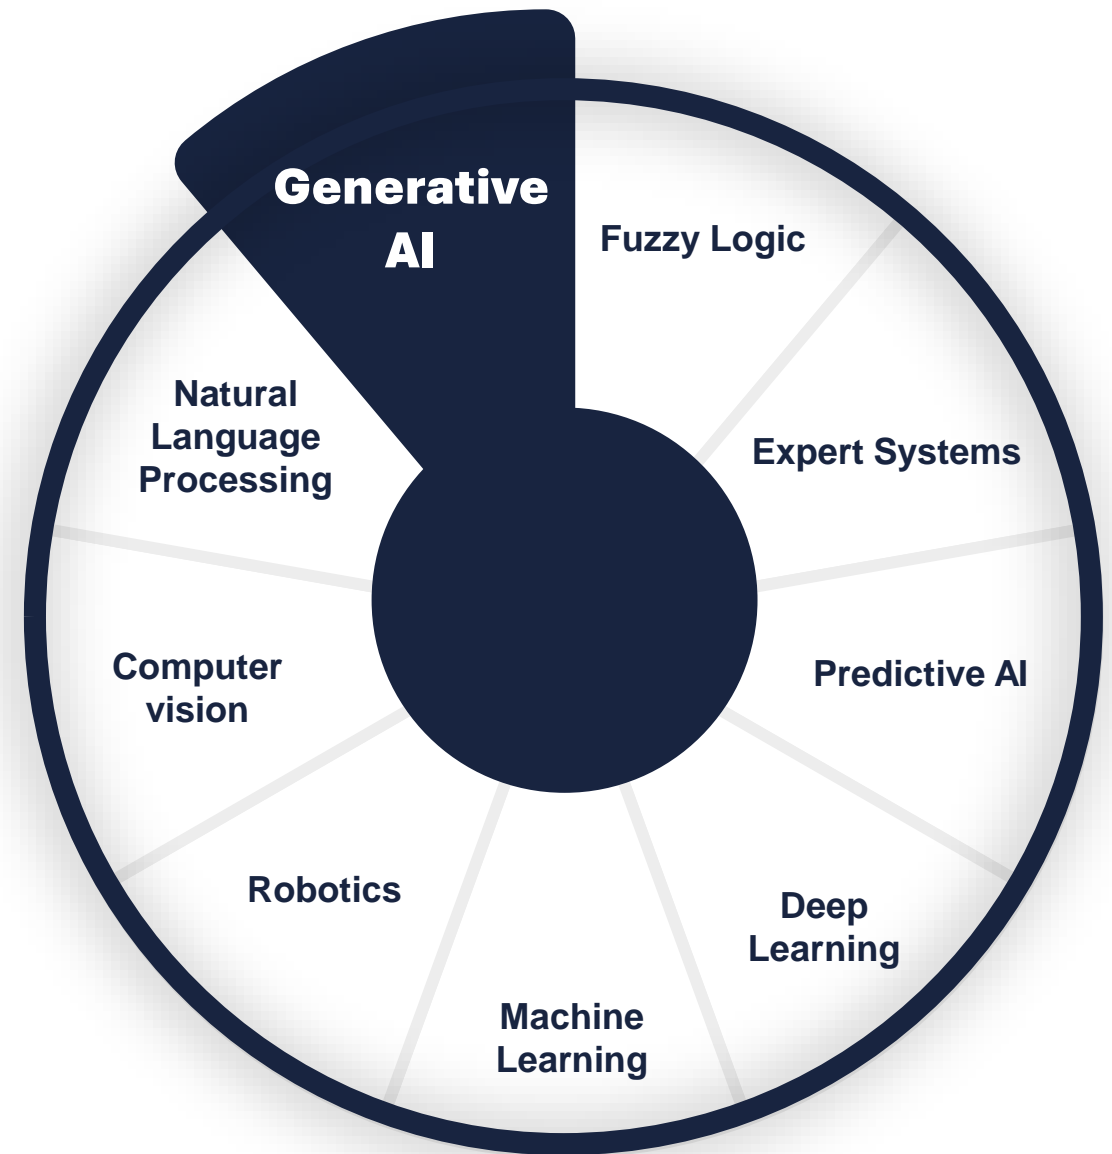 Generative
AI
Fuzzy Logic
Expert Systems
Predictive AI
Deep
Learning
Machine
Learning
Robotics
Computer
vision
Natural
Language
Processing